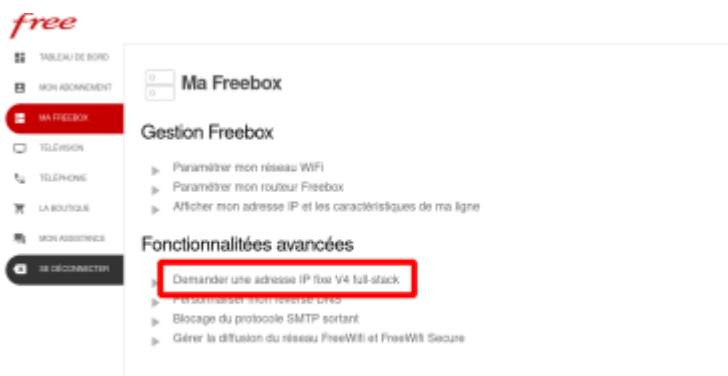 free
TABLEAU DE BORD
MON ABONNEMENT
MA FREEBOX
TÉLÉVISION
TÉLÉPHONE
LA BOUTIQUE
MON ASSISTANCE
SE DÉCONNECTER
Ma Freebox
Gestion Freebox
Paramétrer mon réseau WiFi
Paramétrer mon routeur Freebox
Afficher mon adresse IP et les caractéristiques de ma ligne
Fonctionnalités avancées
Demander une adresse IP fixe V4 full-stack
Personnaliser mon reverse DNS
Blocage du protocole SMTP sortant
Gérer la diffusion du réseau FreeWifi et FreeWifi Secure